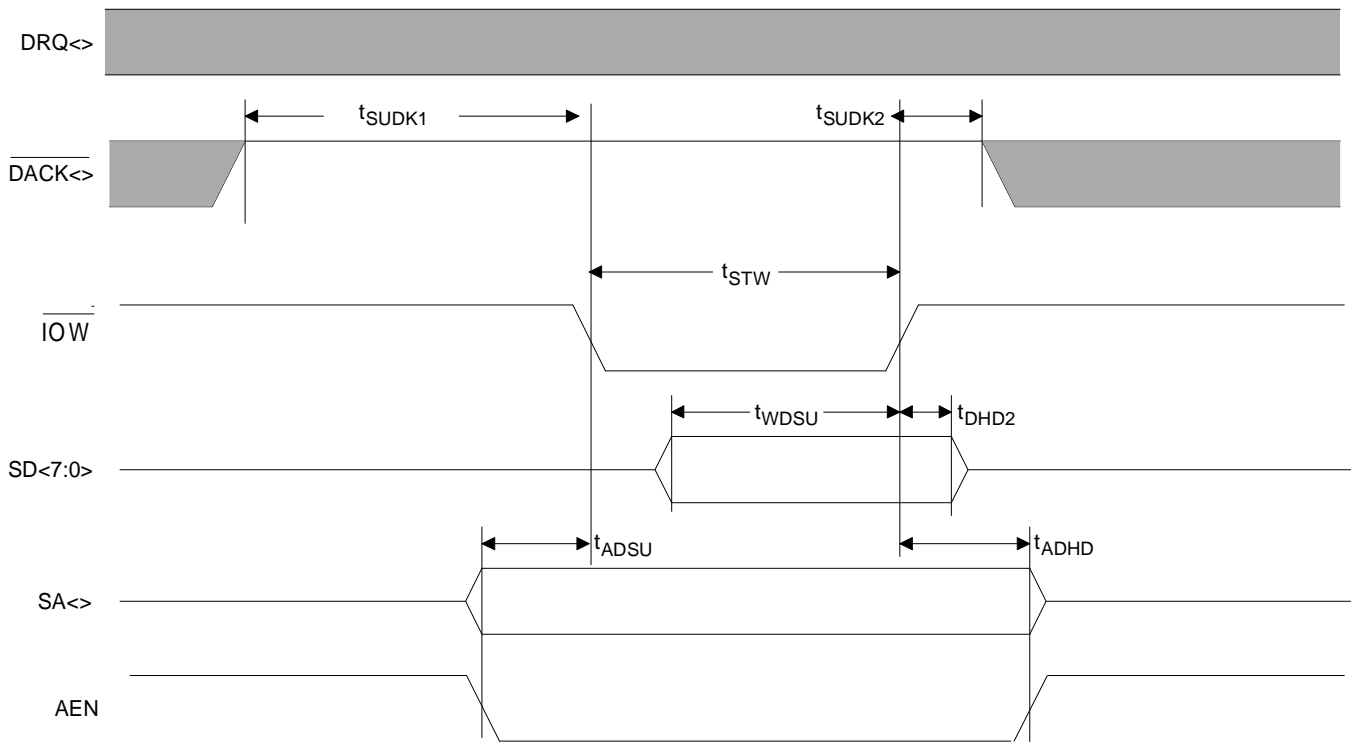 DRQ<>
tSUDK1
tSUDK2
DACK<>
tSTW
IOW
tWDSU
tDHD2
SD<7:0>
tADSU
tADHD
SA<>
AEN